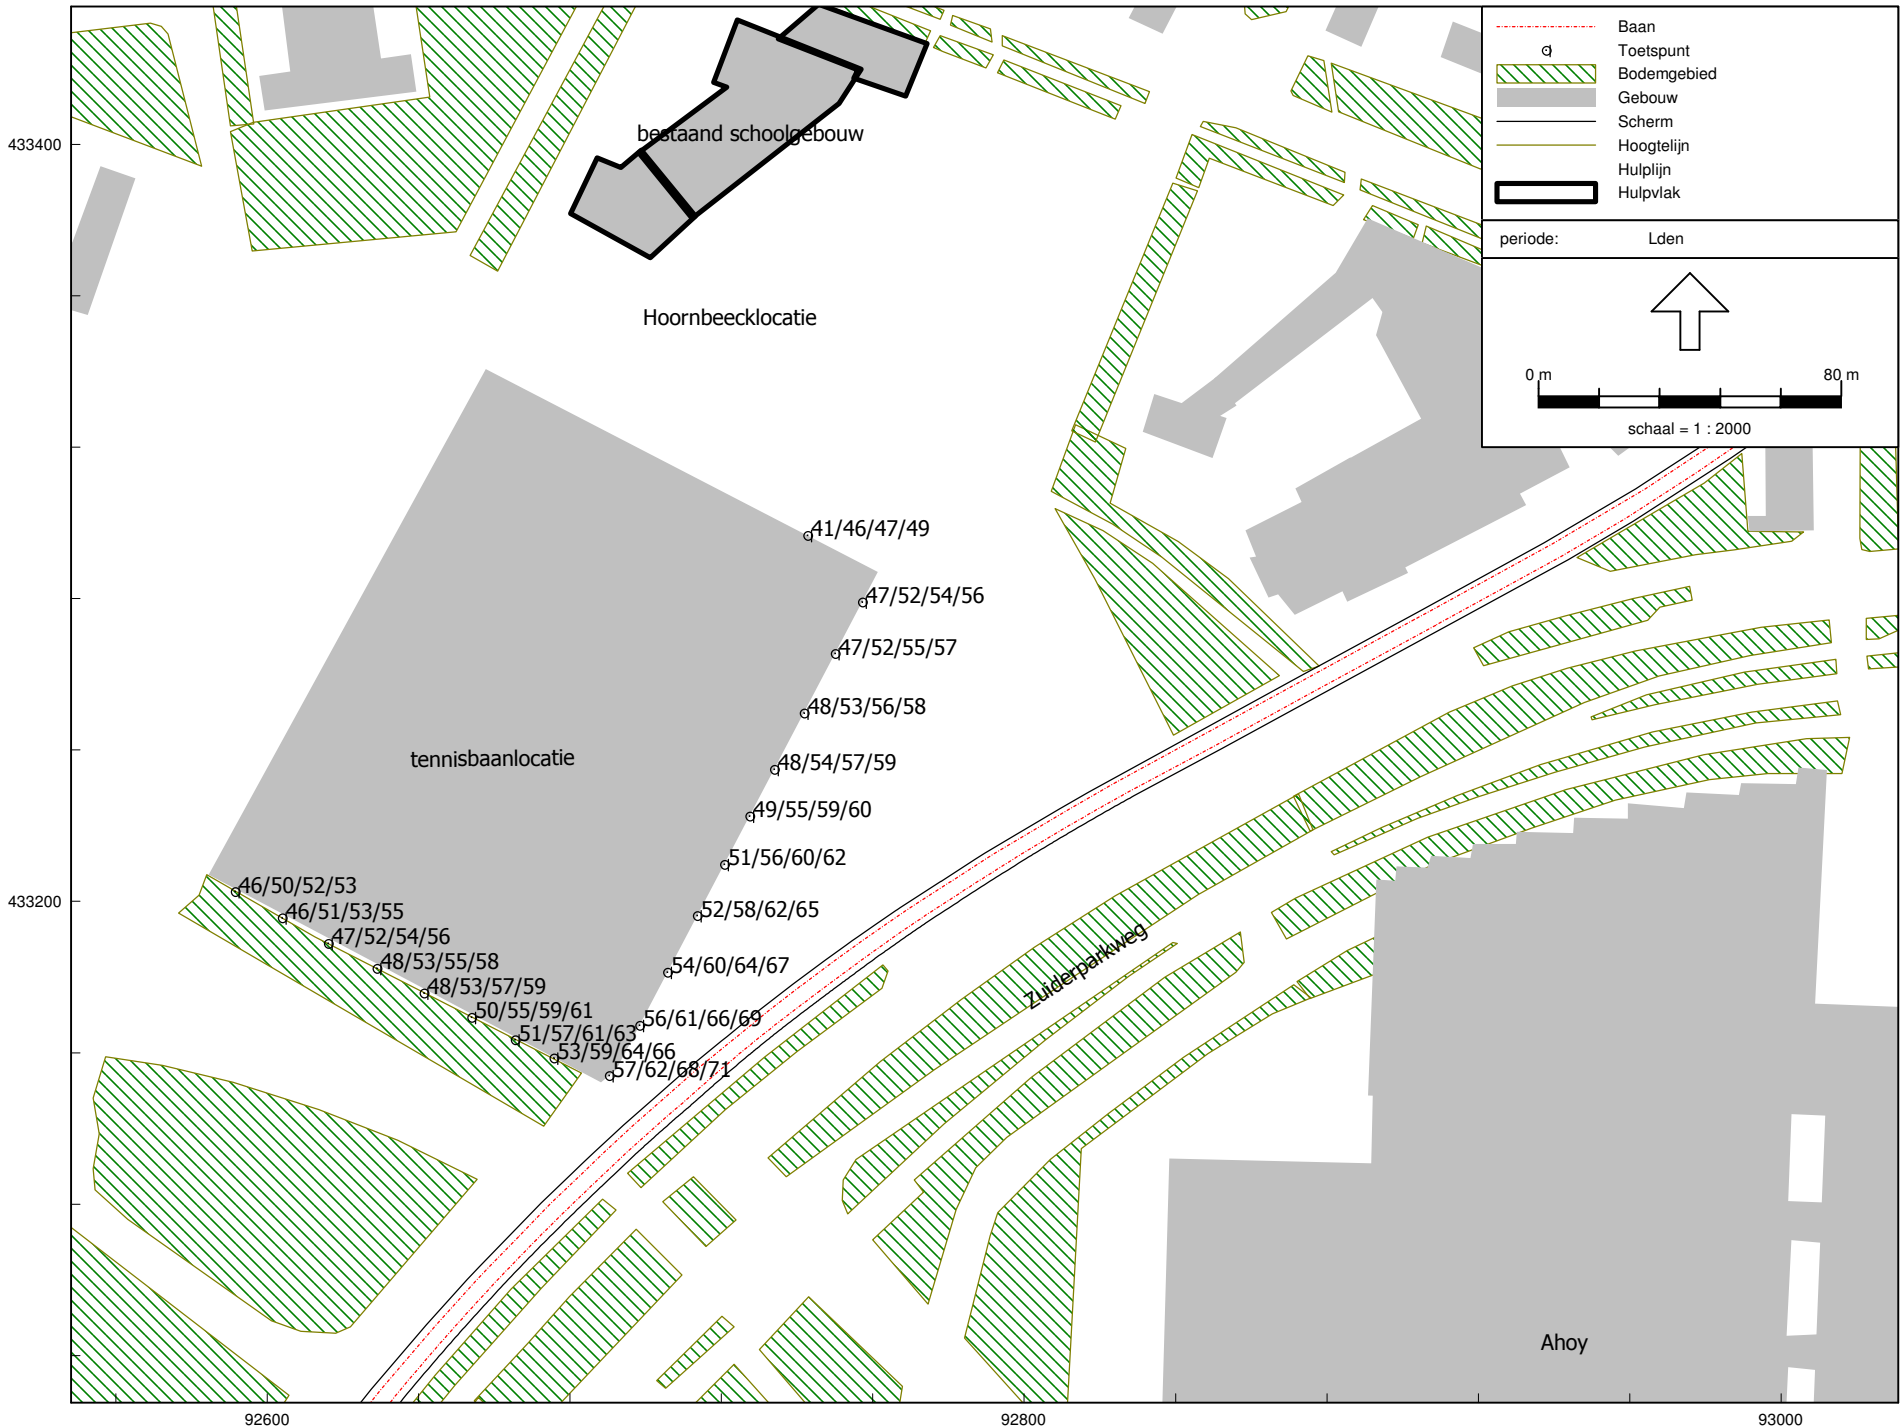 Baan
Toetspunt
Bodemgebied
Gebouw
Scherm
Hoogtelijn
Hulplijn
Hulpvlak
periode: Lden
0 m 80 m
schaal = 1 : 2000
433400
bestaand schoolgebouw
Hoornbeecklocatie
41/46/47/49
47/52/54/56
47/52/55/57
48/53/56/58
tennisbaanlocatie
48/54/57/59
49/55/59/60
51/56/60/62
433200
46/50/52/53
46/51/53/55
52/58/62/65
47/52/54/56
Zuiderparkweg
48/53/55/58
54/60/64/67
48/53/57/59
50/55/59/61
56/61/66/69
51/57/61/63
53/59/64/66
57/62/68/71
Ahoy
92600 92800 93000